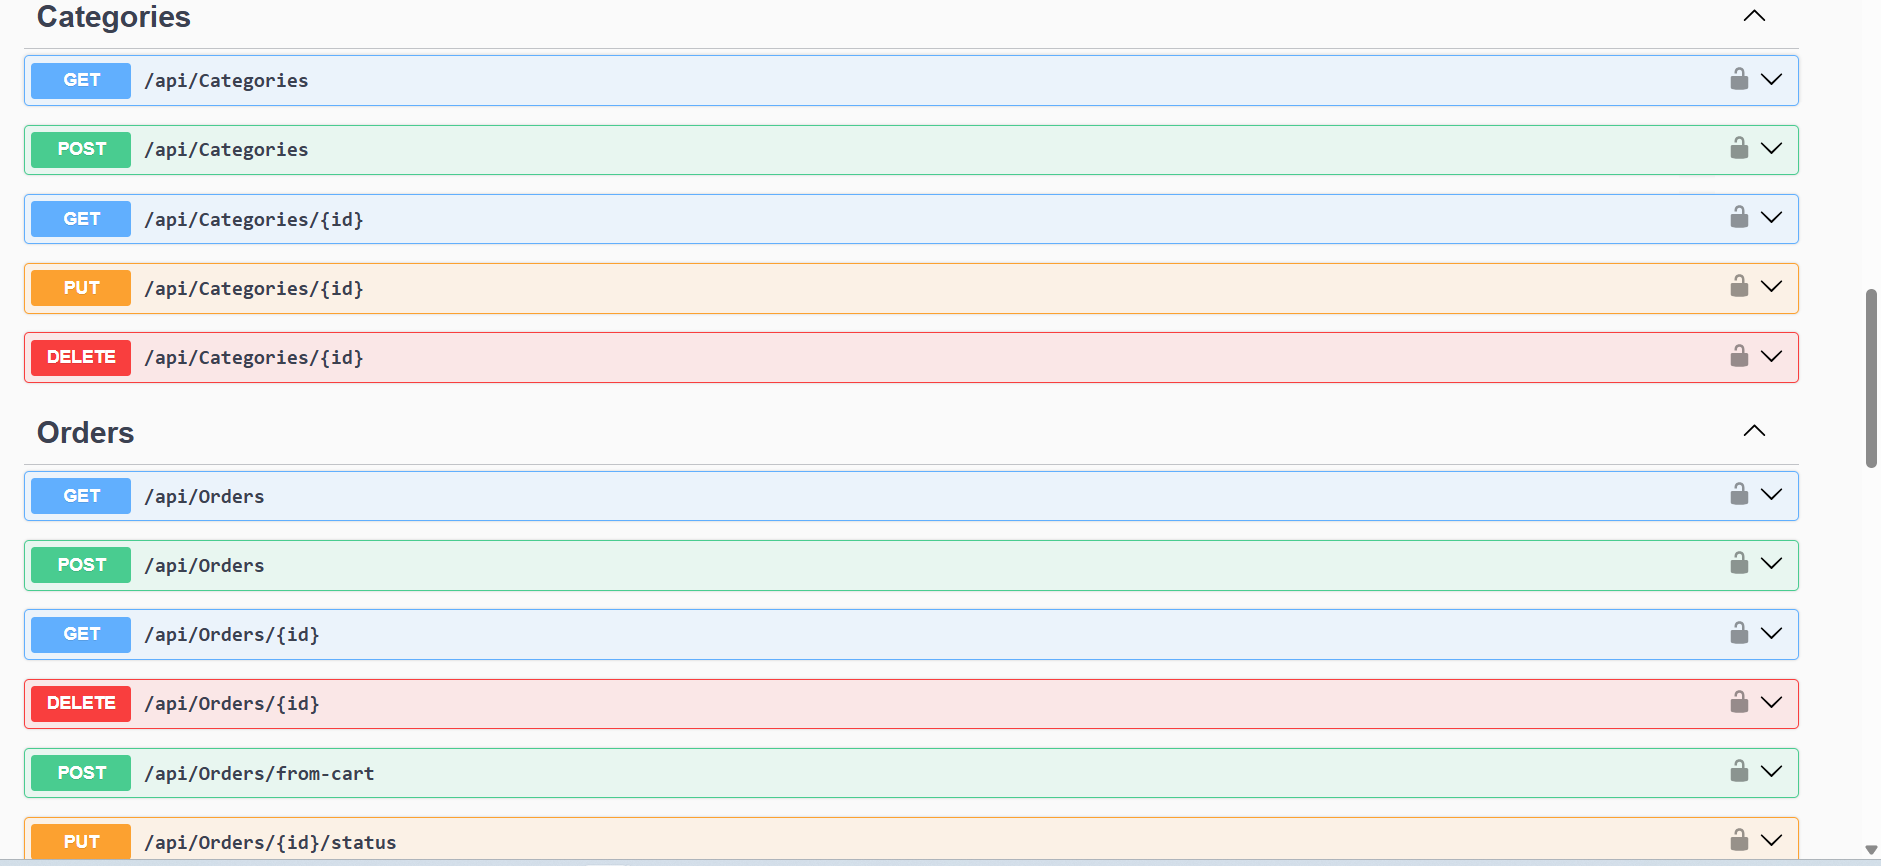 Categories
GET /api/Categories
POST /api/Categories
GET /api/Categories/{id}
PUT /api/Categories/{id}
DELETE /api/Categories/{id}
Orders
GET /api/Orders
POST /api/Orders
GET /api/Orders/{id}
DELETE /api/Orders/{id}
POST /api/Orders/from-cart
PUT /api/Orders/{id}/status